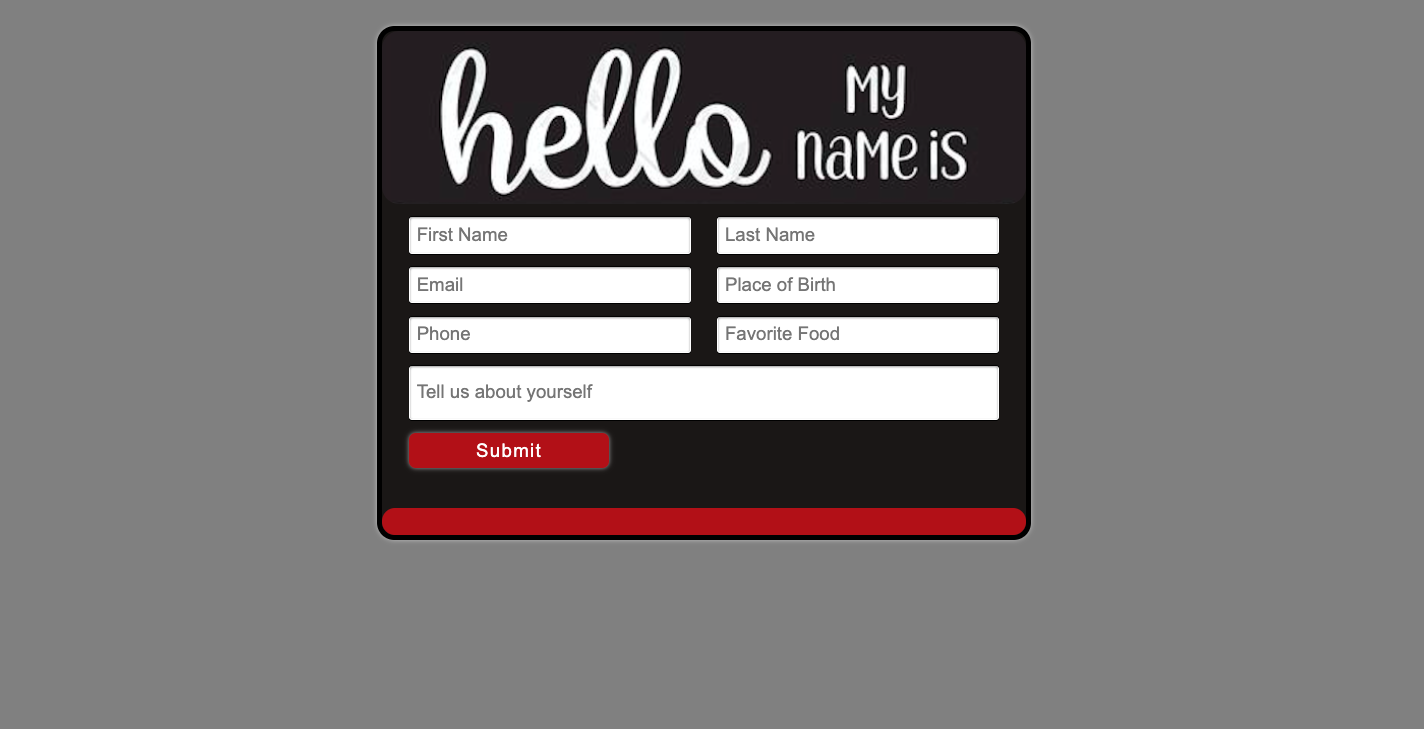 hello MY
NaMe iS
First Name Last Name
Email Place of Birth
Phone Favorite Food
Tell us about yourself
Submit